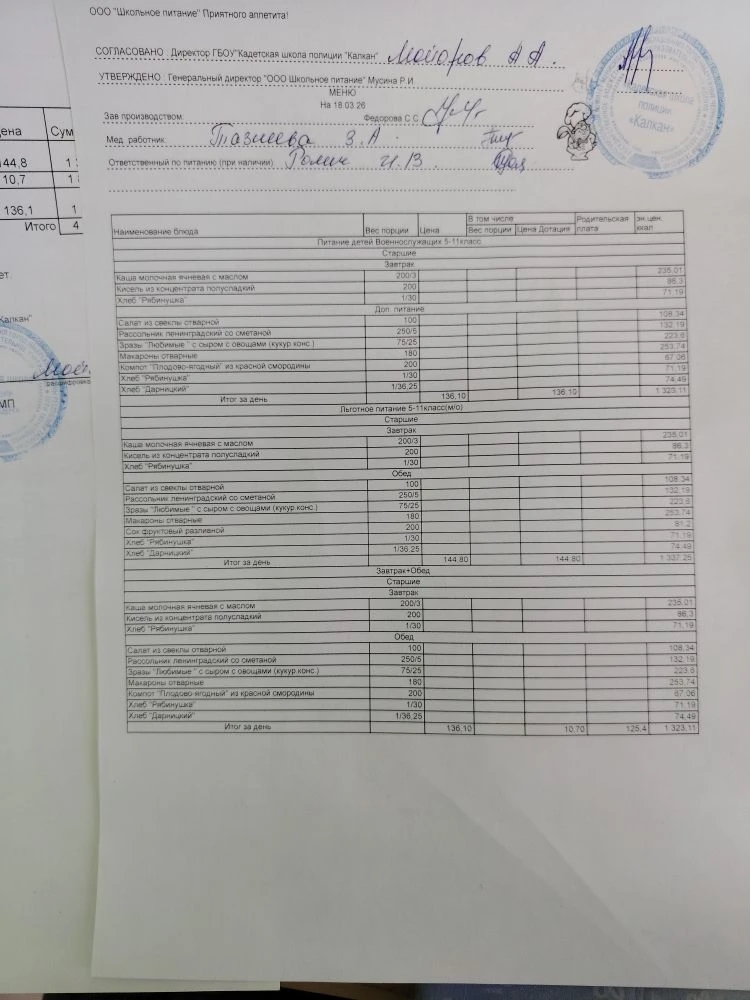 ООО "Школьное питание" Приятного аппетита!
СОГЛАСОВАНО : Директор ГБОУ"Кадетская школа полиции "Калкан" Майоров А А .
УТВЕРЖДЕНО : Генеральный директор "ООО Школьное питание" Мусина Р.И.
МЕНЮ
На 18.03.26
Зав производством: Федорова С.С.
Мед. работник:
З.А.
Ответственный по питанию (при наличии):
полиции
«Калкан»
Наименование блюда Вес порции Цена В том числе Вес порции Цена Дотация Родительская плата эн.цен. ккал
Питание детей Военнослужащих 5-11класс
Старшие
Завтрак
Каша молочная ячневая с маслом 200/3 235,01
Кисель из концентрата полусладкий 200 86,3
Хлеб "Рябинушка" 1/30 71,19
Доп. питание
Салат из свеклы отварной 100 108,34
Рассольник ленинградский со сметаной 250/5 132,19
Зразы "Любимые " с сыром с овощами (кукур.конс.) 75/25 223,6
Макароны отварные 180 253,74
Компот "Плодово-ягодный" из красной смородины 200 67,06
Хлеб "Рябинушка" 1/30 71,19
Хлеб "Дарницкий" 1/36,25 74,49
Итог за день 136,10 136,10 1 323,11
Льготное питание 5-11класс(м/о)
Старшие
Завтрак
Каша молочная ячневая с маслом 200/3 235,01
Кисель из концентрата полусладкий 200 86,3
Хлеб "Рябинушка" 1/30 71,19
Обед
Салат из свеклы отварной 100 108,34
Рассольник ленинградский со сметаной 250/5 132,19
Зразы "Любимые " с сыром с овощами (кукур.конс.) 75/25 223,6
Макароны отварные 180 253,74
Сок фруктовый разливной 200 81,2
Хлеб "Рябинушка" 1/30 71,19
Хлеб "Дарницкий" 1/36,25 74,49
Итог за день 144,80 144,80 1 337,25
Завтрак+Обед
Старшие
Завтрак
Каша молочная ячневая с маслом 200/3 235,01
Кисель из концентрата полусладкий 200 86,3
Хлеб "Рябинушка" 1/30 71,19
Обед
Салат из свеклы отварной 100 108,34
Рассольник ленинградский со сметаной 250/5 132,19
Зразы "Любимые " с сыром с овощами (кукур.конс.) 75/25 223,6
Макароны отварные 180 253,74
Компот "Плодово-ягодный" из красной смородины 200 67,06
Хлеб "Рябинушка" 1/30 71,19
Хлеб "Дарницкий" 1/36,25 74,49
Итог за день 136,10 10,70 125,4 1 323,11
ена Сум
144,8 1
10,7 1
136,1 1
Итого 4
ет.
Калкан"
расшифровка
МП